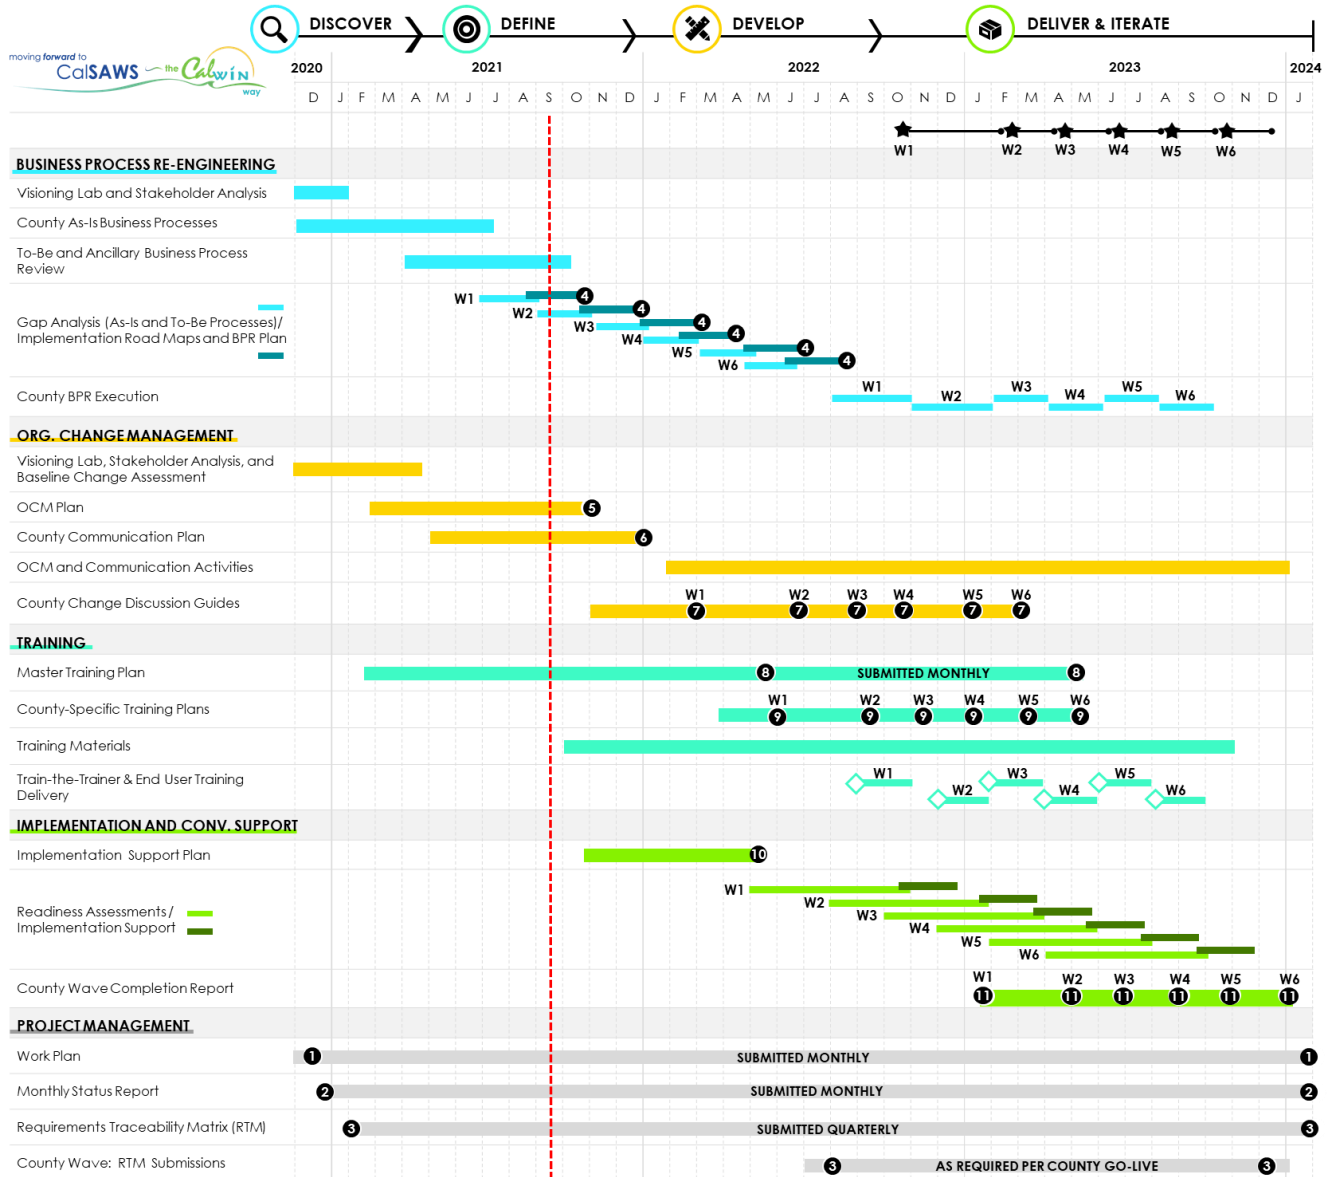 DISCOVER DEFINE DEVELOP DELIVER & ITERATE
moving forward to
CalSAWS the CalWIN
way
2020 2021 2022 2023 2024
D J F M A M J J A S O N D J F M A M J J A S O N D J F M A M J J A S O N D J
W1 W2 W3 W4 W5 W6
BUSINESS PROCESS RE-ENGINEERING
Visioning Lab and Stakeholder Analysis
County As-Is Business Processes
To-Be and Ancillary Business Process
Review
Gap Analysis (As-Is and To-Be Processes)/
Implementation Road Maps and BPR Plan
W1 4
W2 4
W3 4
W4 4
W5 4
W6 4
County BPR Execution
W1 W2 W3 W4 W5 W6
ORG. CHANGE MANAGEMENT
Visioning Lab, Stakeholder Analysis, and
Baseline Change Assessment
OCM Plan 5
County Communication Plan 6
OCM and Communication Activities
County Change Discussion Guides
W1 W2 W3 W4 W5 W6
7 7 7 7 7 7
TRAINING
Master Training Plan 8 SUBMITTED MONTHLY 8
County-Specific Training Plans
W1 W2 W3 W4 W5 W6
9 9 9 9 9 9
Training Materials
Train-the-Trainer & End User Training
Delivery
W1 W2 W3 W4 W5 W6
IMPLEMENTATION AND CONV. SUPPORT
Implementation Support Plan 10
Readiness Assessments/
Implementation Support
W1
W2
W3
W4
W5
W6
County Wave Completion Report
W1 W2 W3 W4 W5 W6
11 11 11 11 11 11
PROJECT MANAGEMENT
Work Plan 1 SUBMITTED MONTHLY 1
Monthly Status Report 2 SUBMITTED MONTHLY 2
Requirements Traceability Matrix (RTM) 3 SUBMITTED QUARTERLY 3
County Wave: RTM Submissions 3 AS REQUIRED PER COUNTY GO-LIVE 3